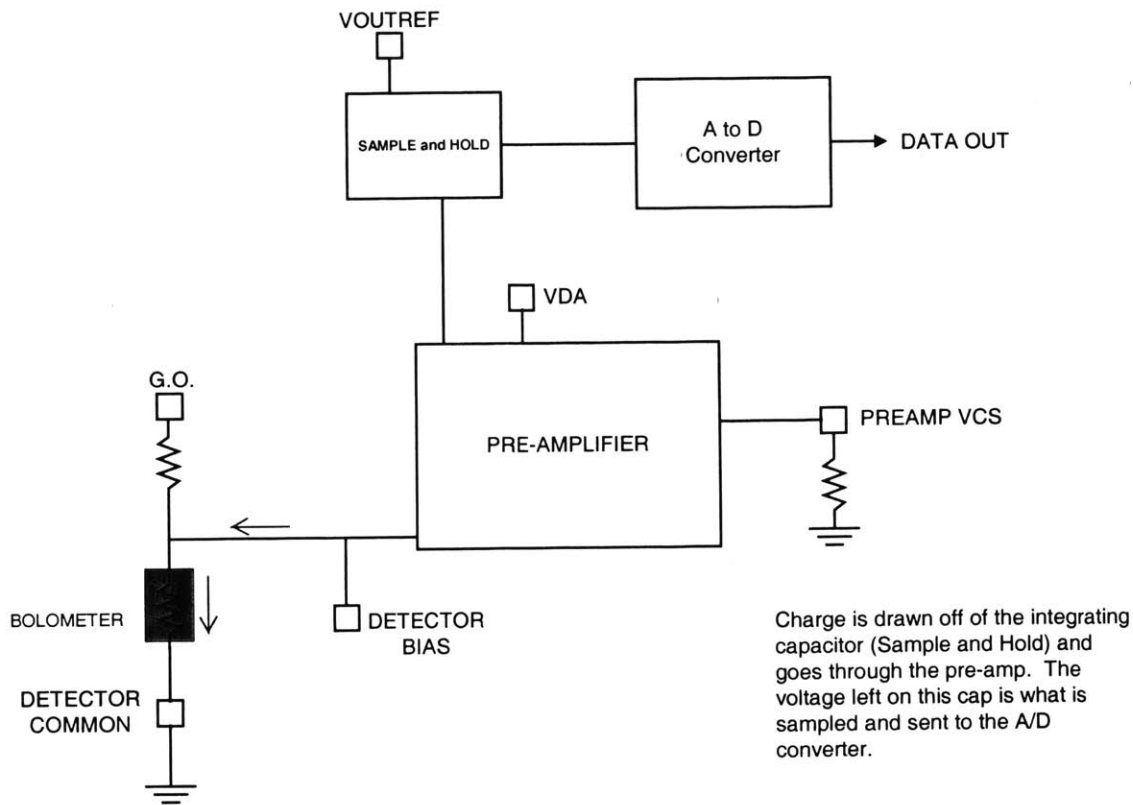 VOUTREF
SAMPLE and HOLD
A to D
Converter
DATA OUT
VDA
G.O.
PRE-AMPLIFIER
PREAMP VCS
BOLOMETER
DETECTOR
BIAS
DETECTOR
COMMON
Charge is drawn off of the integrating
capacitor (Sample and Hold) and
goes through the pre-amp. The
voltage left on this cap is what is
sampled and sent to the A/D
converter.